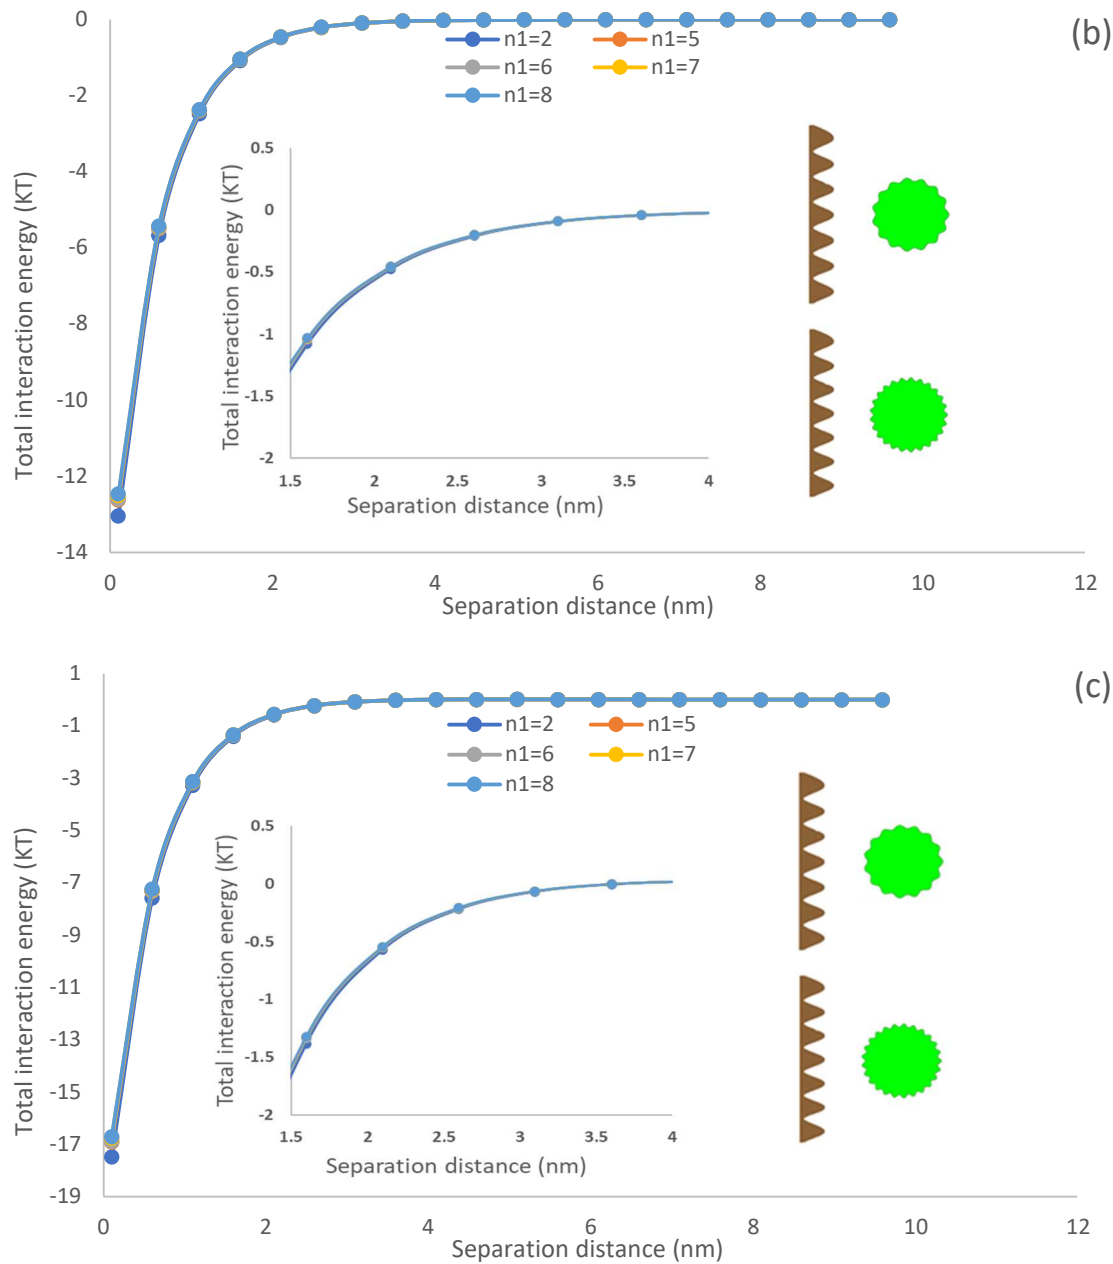 (b)
0
-2
-4
-6
-8
-10
-12
-14
Total interaction energy (KT)
n1=2 n1=5
n1=6 n1=7
n1=8
0.5
0
-0.5
-1
-1.5
-2
Total interaction energy (KT)
1.5 2 2.5 3 3.5 4
Separation distance (nm)
0 2 4 6 8 10 12
Separation distance (nm)
(c)
1
-1
-3
-5
-7
-9
-11
-13
-15
-17
-19
Total interaction energy (KT)
n1=2 n1=5
n1=6 n1=7
n1=8
0.5
0
-0.5
-1
-1.5
-2
Total interaction energy (KT)
1.5 2 2.5 3 3.5 4
Separation distance (nm)
0 2 4 6 8 10 12
Separation distance (nm)